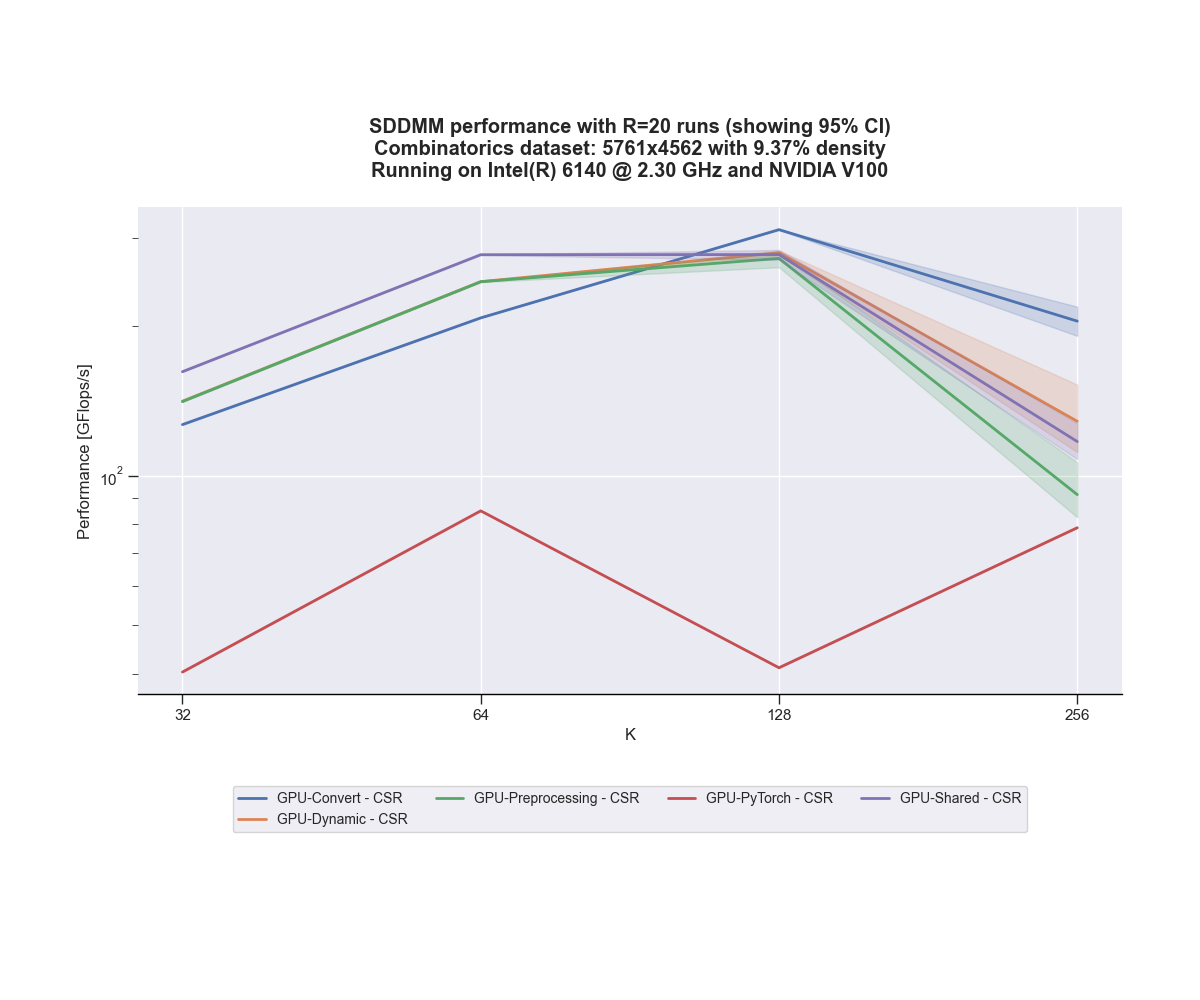 SDDMM performance with R=20 runs (showing 95% CI)
Combinatorics dataset: 5761x4562 with 9.37% density
Running on Intel(R) 6140 @ 2.30 GHz and NVIDIA V100
Performance [GFlops/s]
10²
32 64 128 256
K
GPU-Convert - CSR GPU-Preprocessing - CSR GPU-PyTorch - CSR GPU-Shared - CSR
GPU-Dynamic - CSR